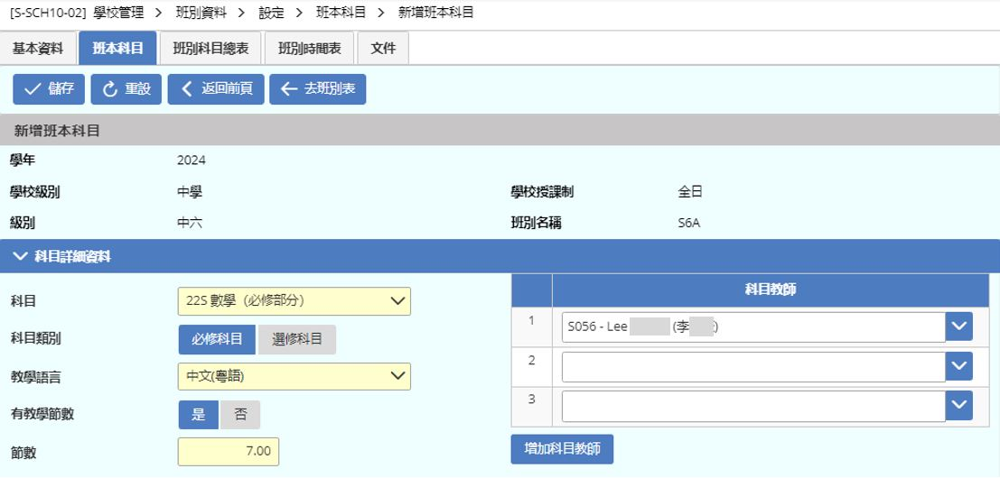 [S-SCH10-02] 學校管理 > 班別資料 > 設定 > 班本科目 > 新增班本科目
基本資料 班本科目 班別科目總表 班別時間表 文件
儲存 重設 返回前頁 去班別表
新增班本科目
學年 2024
學校級別 中學 學校授課制 全日
級別 中六 班別名稱 S6A
科目詳細資料
科目 22S 數學（必修部分）
科目類別 必修科目 選修科目
教學語言 中文(粵語)
有教學節數 是 否
節數 7.00
科目教師
1 S056 - Lee (李 )
2
3
增加科目教師